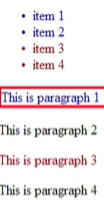 • item 1
• item 2
• item 3
• item 4
This is paragraph 1
This is paragraph 2
This is paragraph 3
This is paragraph 4